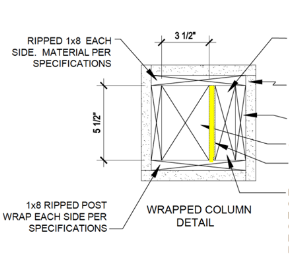 3 1/2"
RIPPED 1x8 EACH
SIDE. MATERIAL PER
SPECIFICATIONS
5 1/2"
1x8 RIPPED POST
WRAP EACH SIDE PER
SPECIFICATIONS
WRAPPED COLUMN
DETAIL